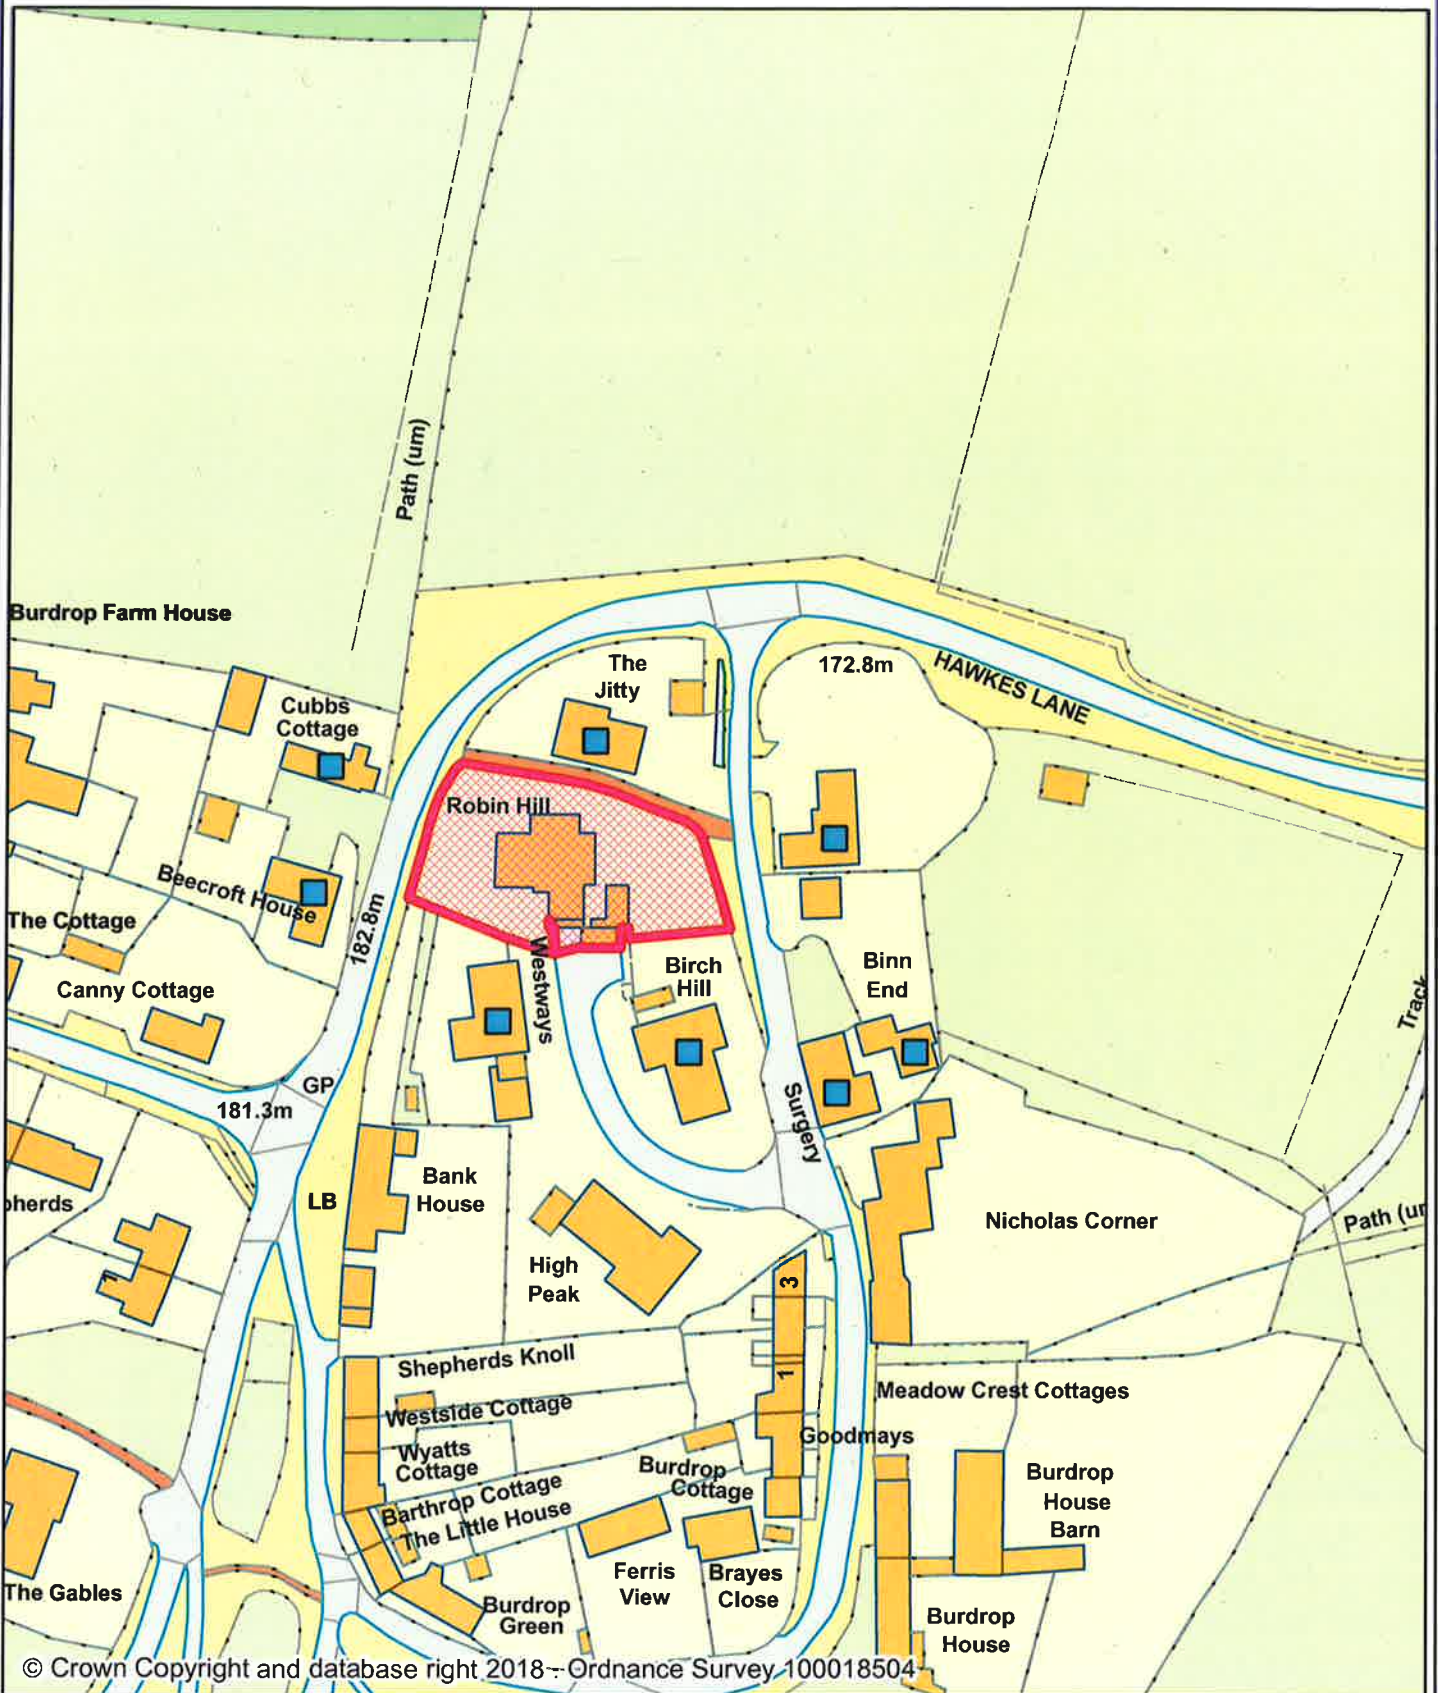 Path (um)
Burdrop Farm House
The
Jitty
172.8m
HAWKES LANE
Cubbs
Cottage
Robin Hill
Beecroft House
The Cottage
182.8m
Westways
Birch
Hill
Binn
End
Canny Cottage
Track
GP
181.3m
Surgery
Bank
House
LB
pherds
Nicholas Corner
Path (ur
High
Peak
1
3
Shepherds Knoll
1
Meadow Crest Cottages
Westside Cottage
Goodmays
Wyatts
Cottage
Burdrop
Cottage
Burdrop
House
Barn
Barthrop Cottage
The Little House
The Gables
Ferris
View
Brayes
Close
Burdrop
Green
Burdrop
House
© Crown Copyright and database right 2018 - Ordnance Survey 100018504